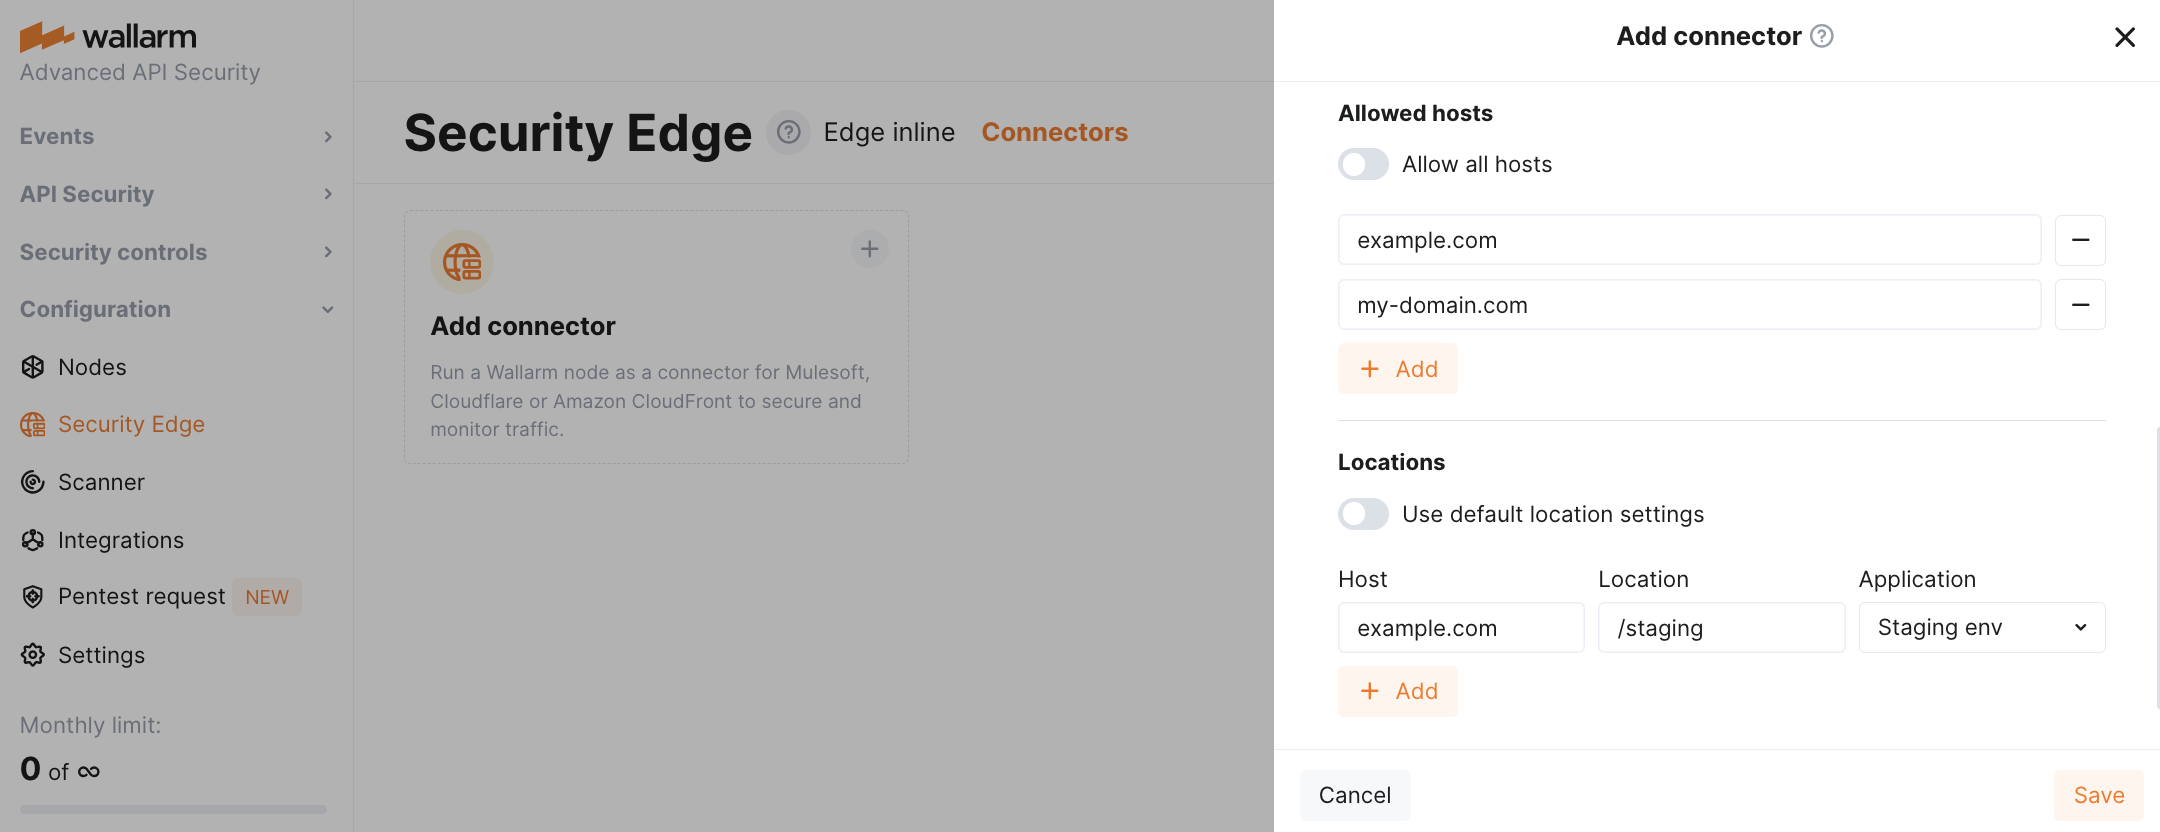 wallarm
Advanced API Security
Events
API Security
Security controls
Configuration
Nodes
Security Edge
Scanner
Integrations
Pentest request NEW
Settings
Monthly limit:
0 of ∞
Security Edge ? Edge inline Connectors
Add connector
Run a Wallarm node as a connector for Mulesoft,
Cloudflare or Amazon CloudFront to secure and
monitor traffic.
Add connector ?
Allowed hosts
Allow all hosts
example.com
my-domain.com
+ Add
Locations
Use default location settings
Host Location Application
example.com /staging Staging env
+ Add
Cancel Save